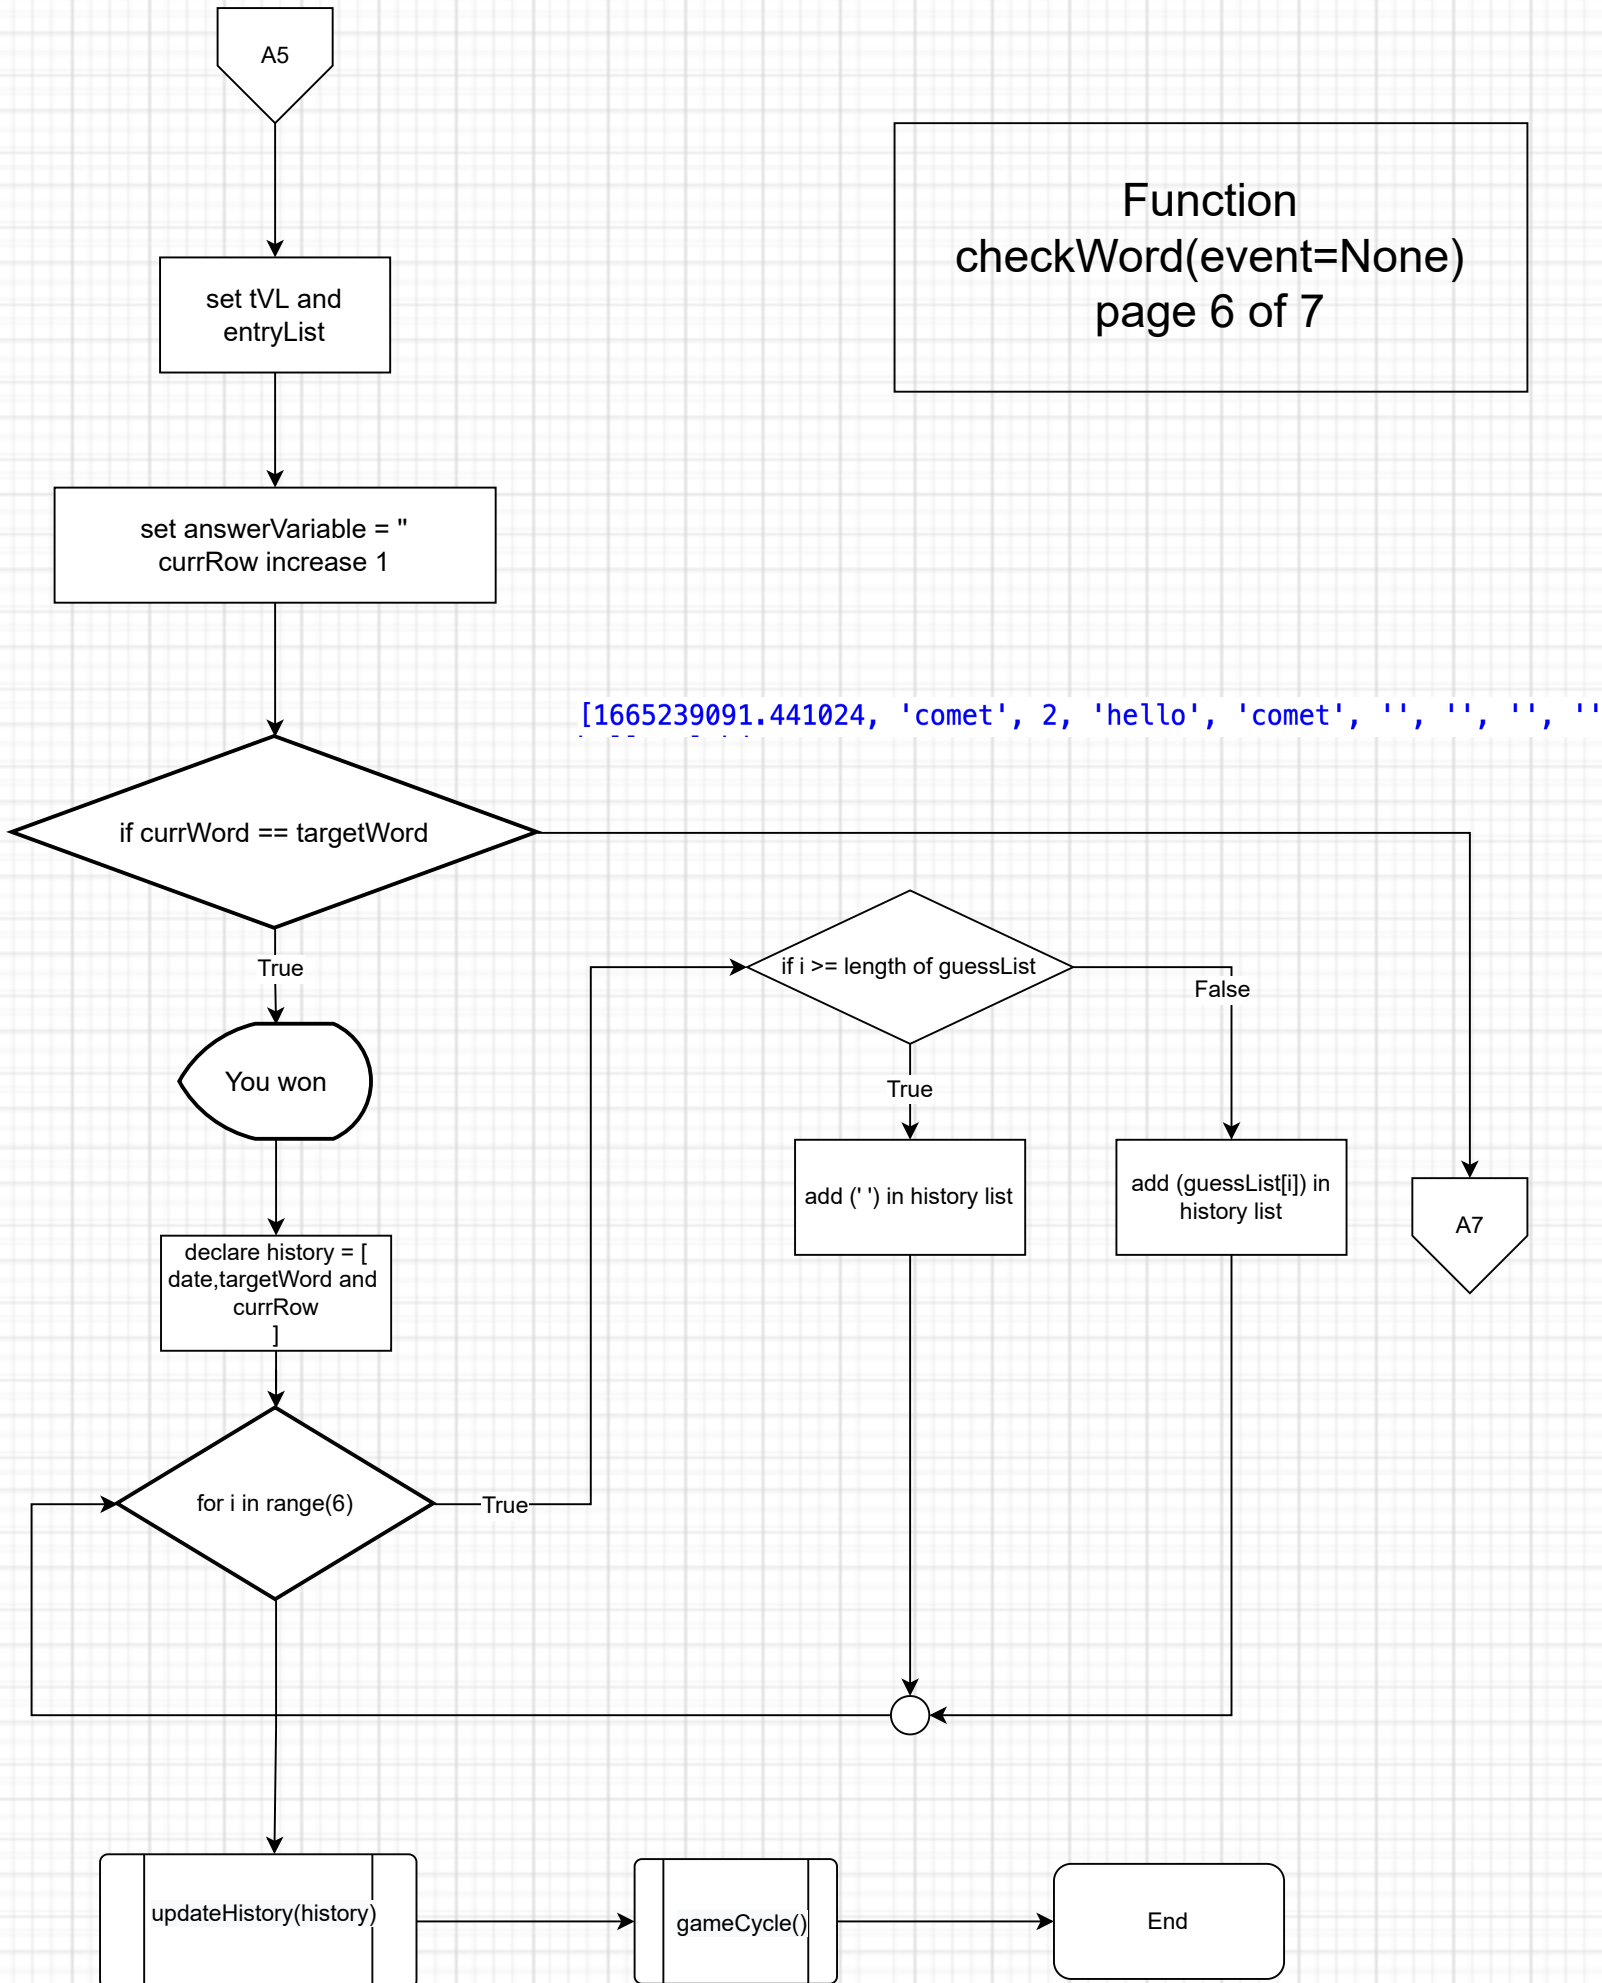 A5
Function
checkWord(event=None)
page 6 of 7
set tVL and
entryList
set answerVariable = ''
currRow increase 1
[1665239091.441024, 'comet', 2, 'hello', 'comet', '', '', '', ''
if currWord == targetWord
if i >= length of guessList
True
False
You won
True
add (' ') in history list
add (guessList[i]) in
history list
A7
declare history = [
date,targetWord and
currRow
]
for i in range(6)
True
updateHistory(history)
gameCycle()
End